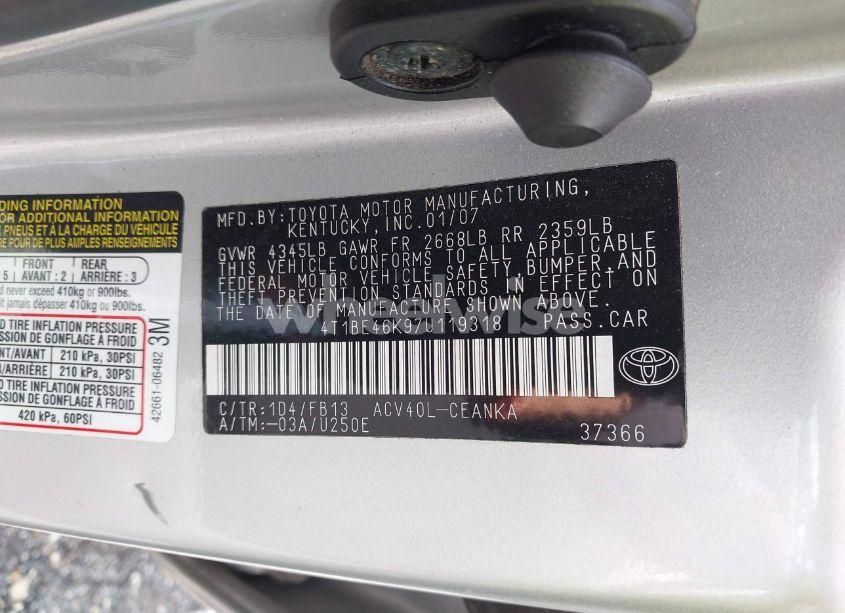 DING INFORMATION
OR ADDITIONAL INFORMATION
À LA CHARGE DU VÉHICULE
PNEUS ET
POUR DE PLUS AMPLES RENSEIGNEMENTS
FRONT
REAR
5
AVANT : 2
ARRIÈRE : 3
d never exceed 410kg or 900lbs.
it jamais dépasser 410kg ou 900lbs.
D TIRE INFLATION PRESSURE
RESSION DE GONFLAGE À FROID
NT/AVANT
210 kPa, 30PSI
210 kPa, 30PSI
D TIRE INFLATION PRESSURE
SION DE GONFLAGE À FROID
420 kPa, 60PSI
42661-06482
3M
MFD.BY:TOYOTA MOTOR MANUFACTURING,
KENTUCKY,INC.01/07
GVWR 4345LB GAWR FR 2668LB RR 2359LB
THIS VEHICLE CONFORMS TO ALL APPLICABLE
FEDERAL MOTOR VEHICLE SAFETY,BUMPER,AND
THEFT PREVENTION STANDARDS IN EFFECT ON
THE DATE OF MANUFACTURE SHOWN ABOVE.
PASS.CAR
C/TR:1D4/FB13 ACV40L-CEANKA
A/TM:-03A/U250E
37366